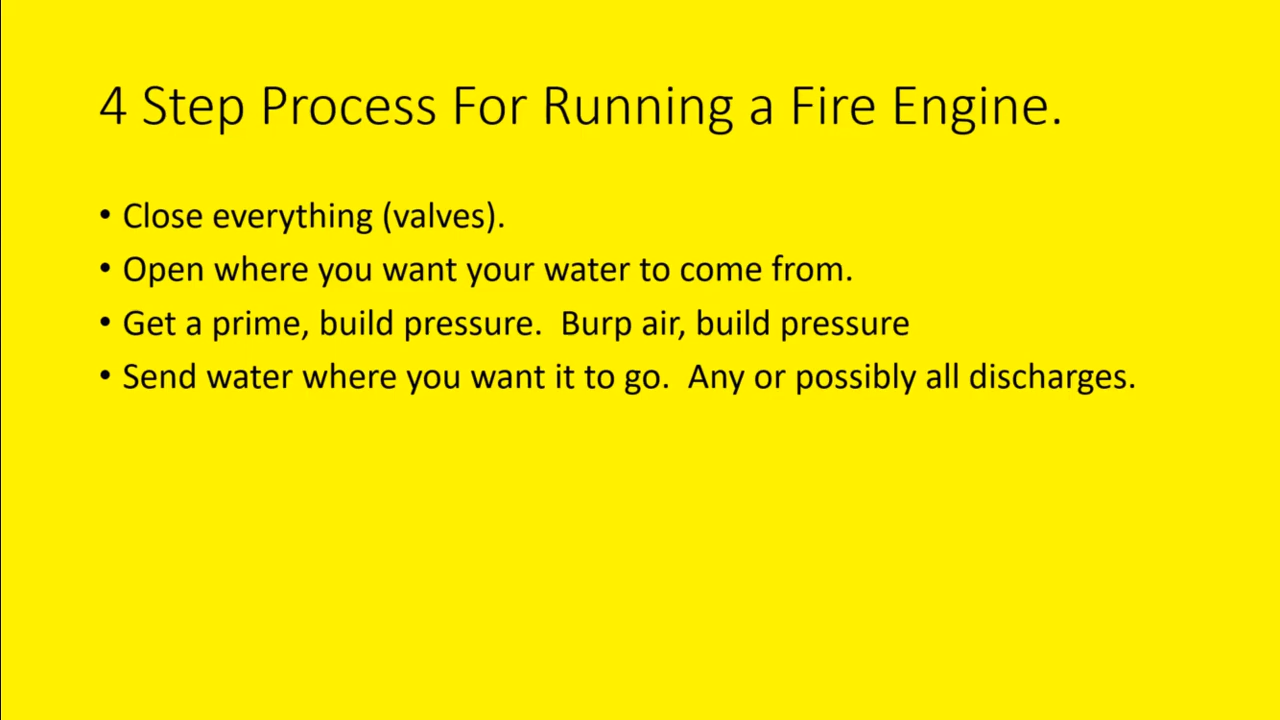 4 Step Process For Running a Fire Engine.
• Close everything (valves).
• Open where you want your water to come from.
• Get a prime, build pressure.  Burp air, build pressure
• Send water where you want it to go.  Any or possibly all discharges.